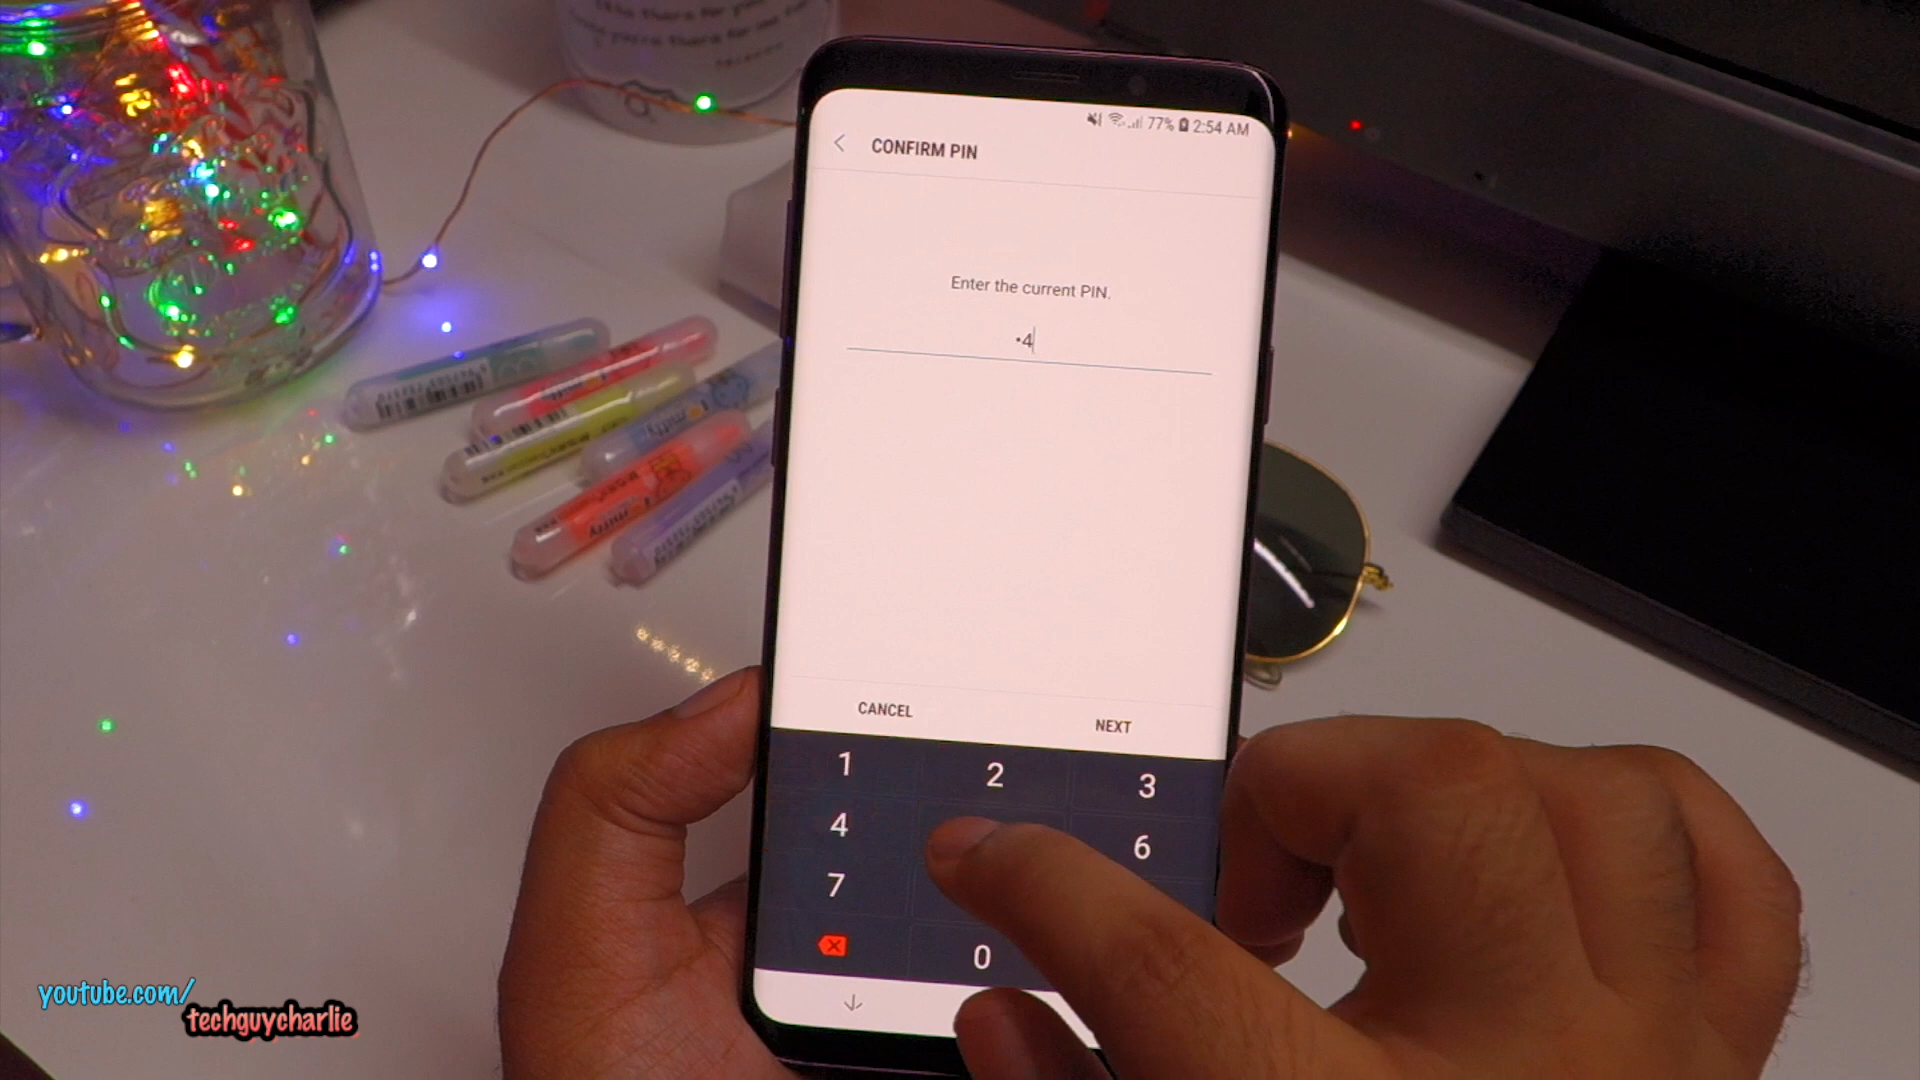 77% 2:54 AM
CONFIRM PIN
Enter the current PIN.
•4
CANCEL NEXT
1 2 3
4 6
7
0
miffy
youtube.com/
techguycharlie